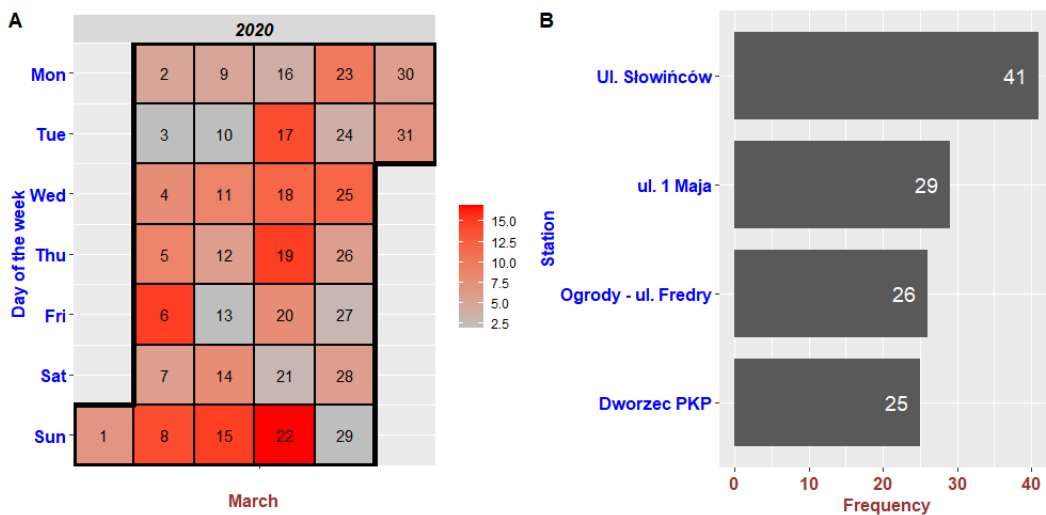 A
2020
Mon 2 9 16 23 30
Tue 3 10 17 24 31
Wed 4 11 18 25
Thu 5 12 19 26
Fri 6 13 20 27
Sat 7 14 21 28
Sun 1 8 15 22 29
Day of the week
March
15.0
12.5
10.0
7.5
5.0
2.5
B
Ul. Słowińców 41
ul. 1 Maja 29
Ogrody - ul. Fredry 26
Dworzec PKP 25
Station
0 10 20 30 40
Frequency